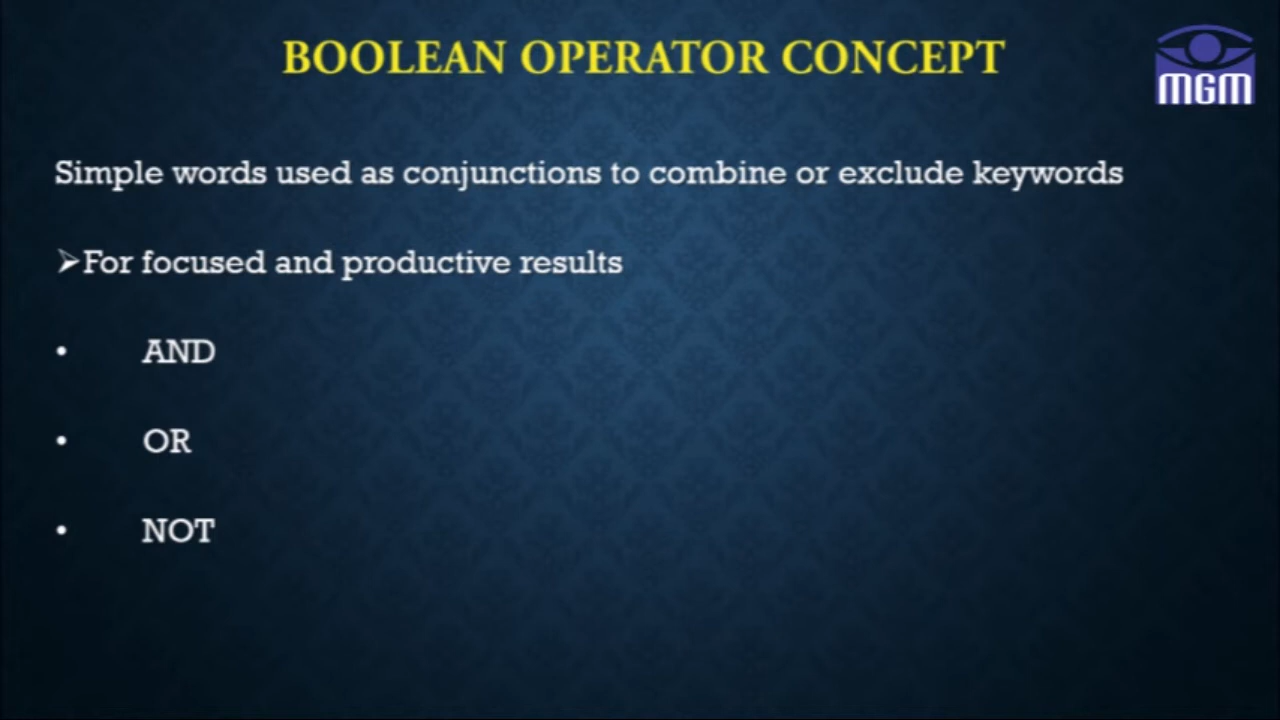 BOOLEAN OPERATOR CONCEPT
MGM
Simple words used as conjunctions to combine or exclude keywords
➢For focused and productive results
• AND
• OR
• NOT